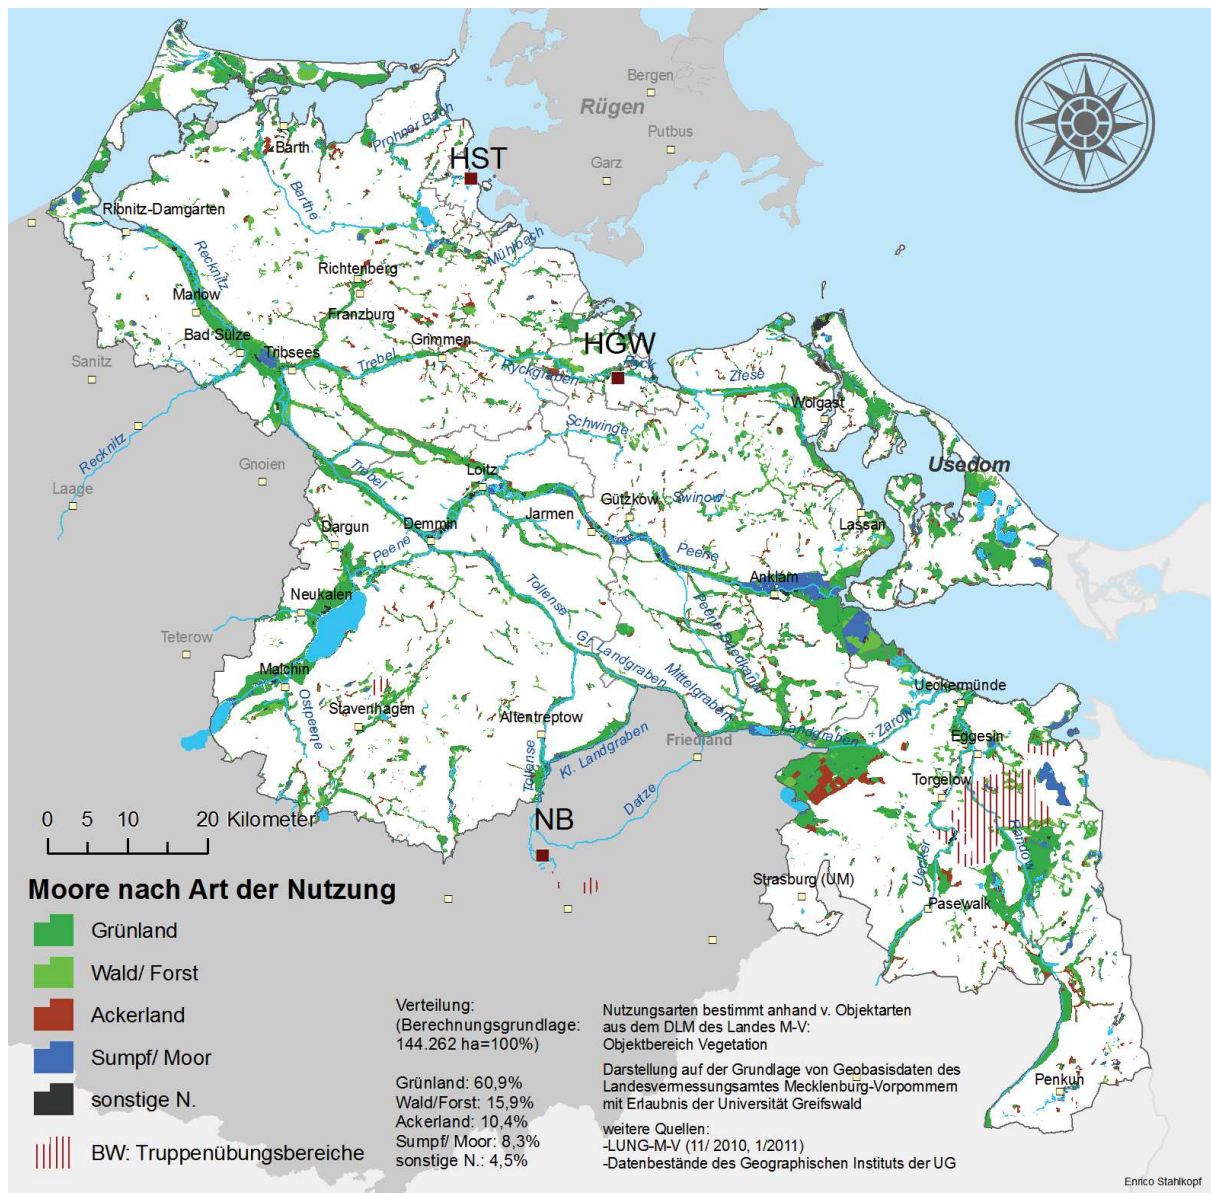 Bergen
Rügen
Putbus
Garz
Prohner Bach
HST
Barth
Barthe
Ribnitz-Damgarten
Recknitz
Mühlbach
Richtenberg
Marlow
Franzburg
Bad Sülze
Grimmen
HGW
Sanitz
Tribsees
Trebel
Ryckgraben
Ryck
Ziese
Wolgast
Schwinge
Recknitz
Gnoien
Laage
Trebel
Loitz
Usedom
Gützkow
Swinow
Jarmen
Lassan
Dargun
Demmin
Peene
Peene
Anklam
Neukalen
Tollense
Peene-Suedkanal
Teterow
Gr. Landgraben
Malchin
Mittelgraben
Ueckermünde
Ostpeene
Stavenhagen
Altentreptow
Zarow
Landgraben
Friedland
Eggesin
Kl. Landgraben
Tollense
Torgelow
Datze
0 5 10 20 Kilometer
NB
Randow
Uecker
Strasburg (UM)
Pasewalk
Penkun
Moore nach Art der Nutzung
Grünland
Wald/ Forst
Ackerland
Sumpf/ Moor
sonstige N.
BW: Truppenübungsbereiche
Verteilung:
(Berechnungsgrundlage:
144.262 ha=100%)
Grünland: 60,9%
Wald/Forst: 15,9%
Ackerland: 10,4%
Sumpf/ Moor: 8,3%
sonstige N.: 4,5%
Nutzungsarten bestimmt anhand v. Objektarten
aus dem DLM des Landes M-V:
Objektbereich Vegetation
Darstellung auf der Grundlage von Geobasisdaten des
Landesvermessungsamtes Mecklenburg-Vorpommern
mit Erlaubnis der Universität Greifswald
weitere Quellen:
-LUNG-M-V (11/ 2010, 1/2011)
-Datenbestände des Geographischen Instituts der UG
Enrico Stahlkopf